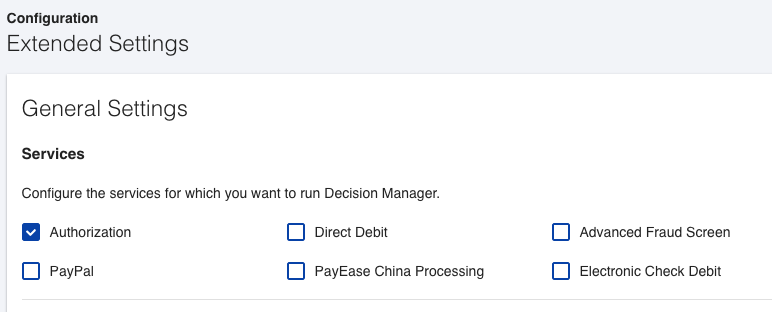 Configuration
Extended Settings
General Settings
Services
Configure the services for which you want to run Decision Manager.
Authorization Direct Debit Advanced Fraud Screen
PayPal PayEase China Processing Electronic Check Debit